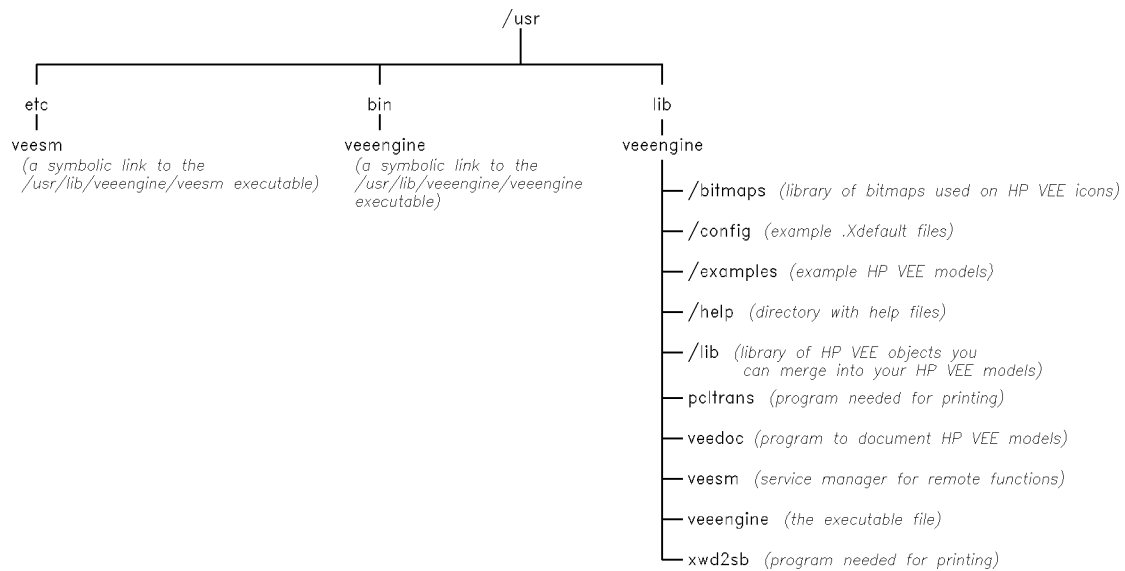 /usr
etc
bin
lib
veesm
(a symbolic link to the
/usr/lib/veeengine/veesm executable)
veeengine
(a symbolic link to the
/usr/lib/veeengine/veeengine
executable)
veeengine
/bitmaps (library of bitmaps used on HP VEE icons)
/config (example .Xdefault files)
/examples (example HP VEE models)
/help (directory with help files)
/lib (library of HP VEE objects you
can merge into your HP VEE models)
pcltrans (program needed for printing)
veedoc (program to document HP VEE models)
veesm (service manager for remote functions)
veeengine (the executable file)
xwd2sb (program needed for printing)